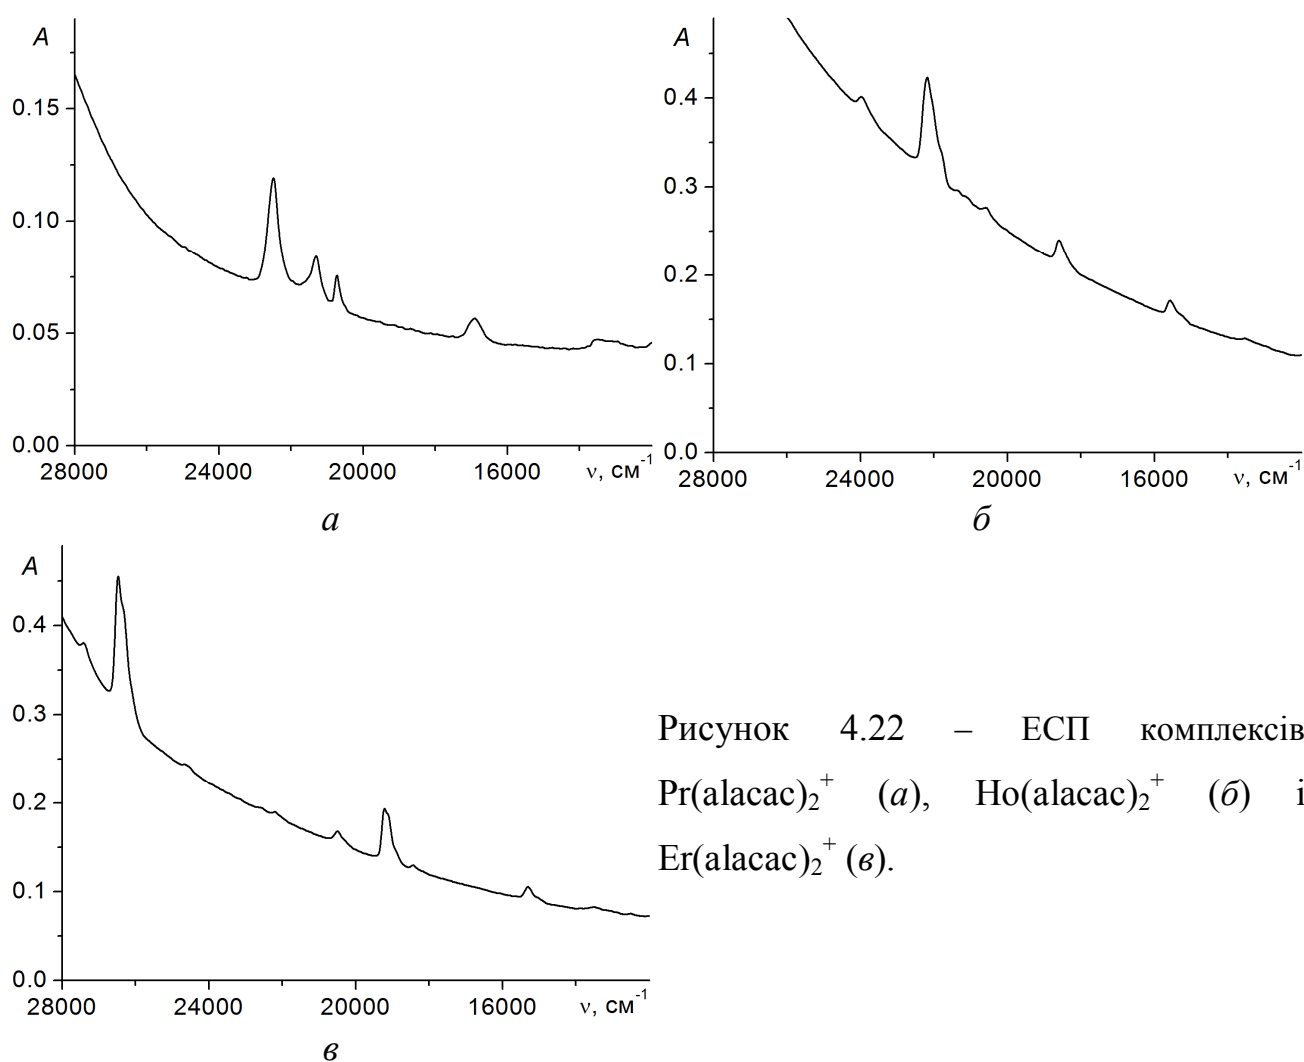 A
0.15
0.10
0.05
0.00
28000 24000 20000 16000 ν, см⁻¹
а
A
0.4
0.3
0.2
0.1
0.0
28000 24000 20000 16000 ν, см⁻¹
б
A
0.4
0.3
0.2
0.1
0.0
28000 24000 20000 16000 ν, см⁻¹
в
Рисунок 4.22 – ЕСП комплексів
Pr(alacac)₂⁺ (а), Ho(alacac)₂⁺ (б) і
Er(alacac)₂⁺ (в).